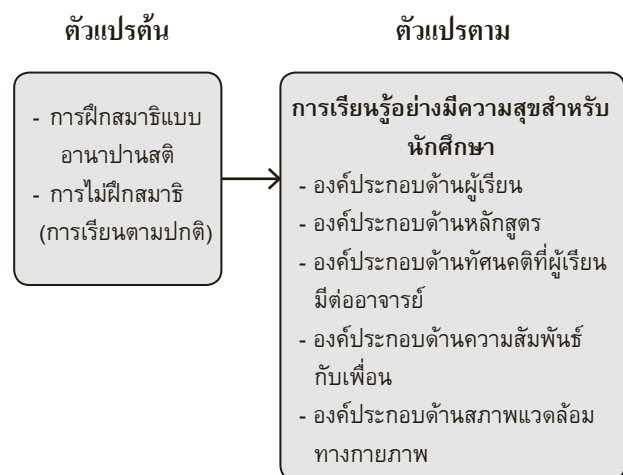 ตัวแปรต้น
ตัวแปรตาม
- การฝึกสมาธิแบบ
อานาปานสติ
- การไม่ฝึกสมาธิ
(การเรียนตามปกติ)
การเรียนรู้อย่างมีความสุขสำหรับ
นักศึกษา
- องค์ประกอบด้านผู้เรียน
- องค์ประกอบด้านหลักสูตร
- องค์ประกอบด้านทัศนคติที่ผู้เรียน
มีต่ออาจารย์
- องค์ประกอบด้านความสัมพันธ์
กับเพื่อน
- องค์ประกอบด้านสภาพแวดล้อม
ทางกายภาพ